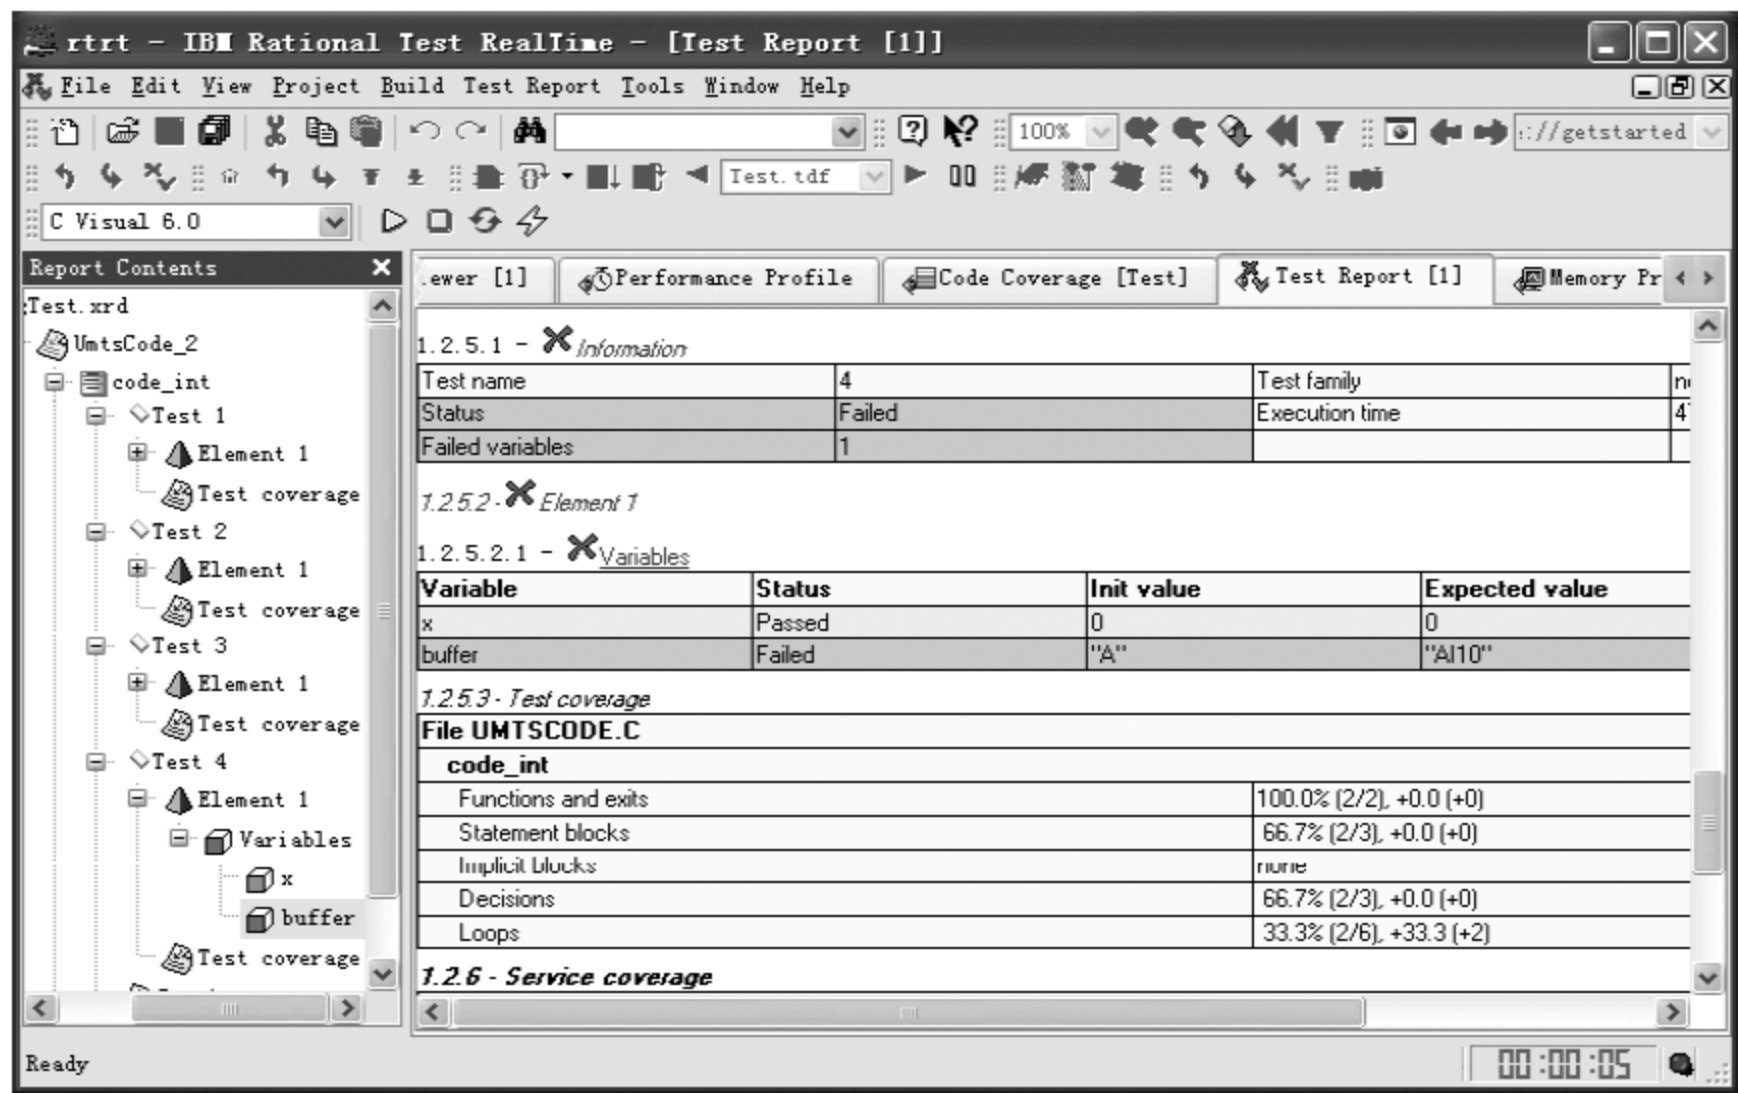 rtrt - IBM Rational Test RealTime - [Test Report [1]]
File Edit View Project Build Test Report Tools Window Help
100%
://getstarted
Test.tdf
C Visual 6.0
Report Contents
Test.xrd
UmtsCode_2
code_int
Test 1
Element 1
Test coverage
Test 2
Element 1
Test coverage
Test 3
Element 1
Test coverage
Test 4
Element 1
Variables
x
buffer
Test coverage
ewer [1] Performance Profile Code Coverage [Test] Test Report [1] Memory Pr
1.2.5.1 - Information
Test name 4 Test family
Status Failed Execution time
Failed variables 1
1.2.5.2 - Element 1
1.2.5.2.1 - Variables
Variable Status Init value Expected value
x Passed 0 0
buffer Failed "A" "AI10"
1.2.5.3 - Test coverage
File UMTSCODE.C
code_int
Functions and exits 100.0% (2/2), +0.0 (+0)
Statement blocks 66.7% (2/3), +0.0 (+0)
Implicit blocks none
Decisions 66.7% (2/3), +0.0 (+0)
Loops 33.3% (2/6), +33.3 (+2)
1.2.6 - Service coverage
Ready
00:00:05